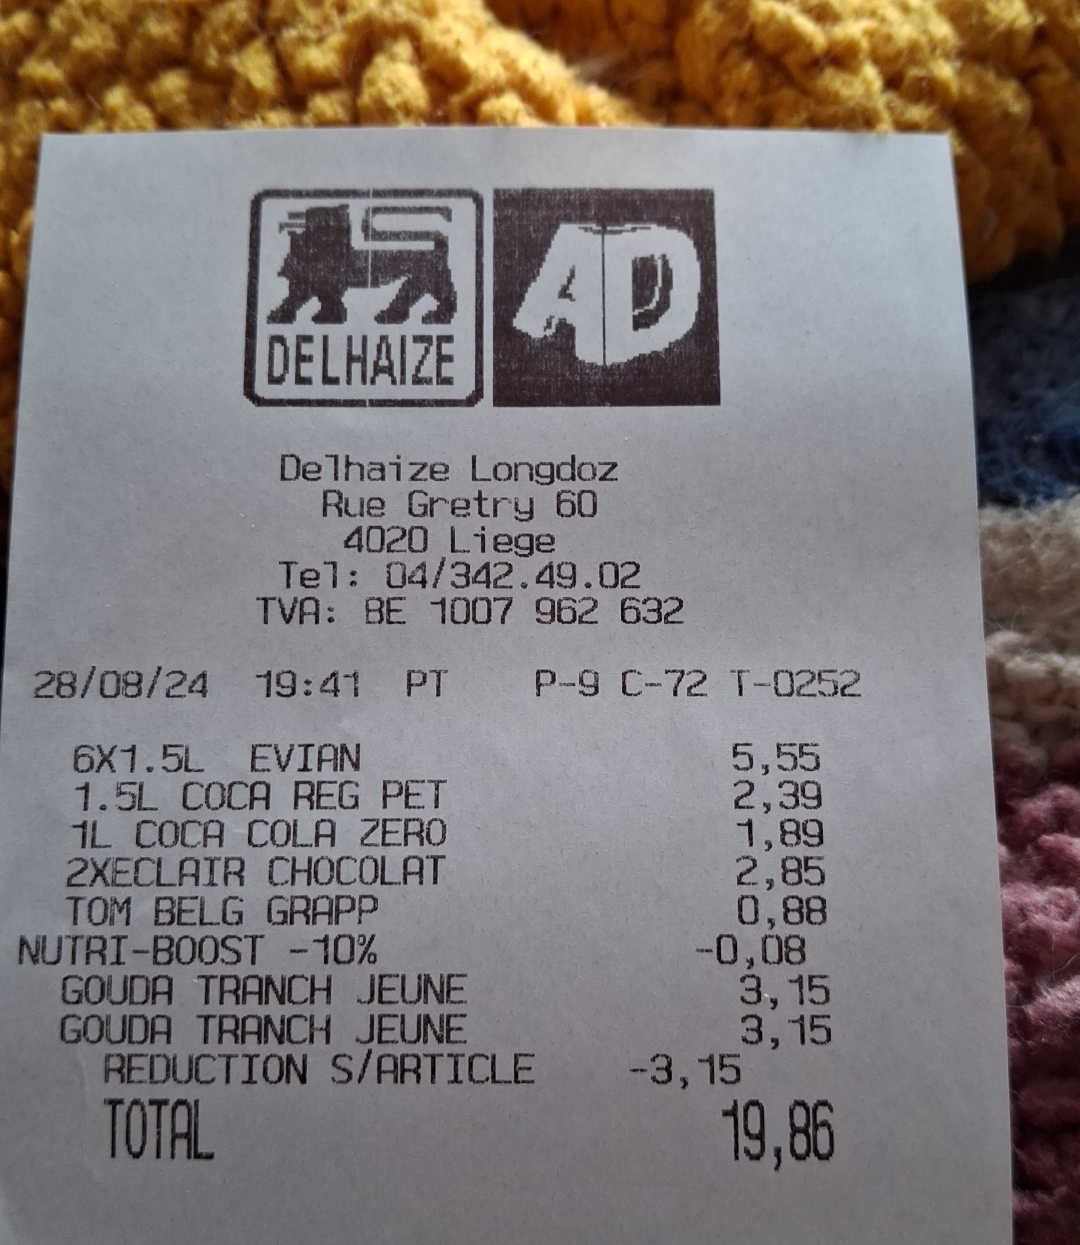 DELHAIZE AD
Delhaize Longdoz
Rue Gretry 60
4020 Liege
Tel: 04/342.49.02
TVA: BE 1007 962 632
28/08/24 19:41 PT P-9 C-72 T-0252
6X1.5L EVIAN 5,55
1.5L COCA REG PET 2,39
1L COCA COLA ZERO 1,89
2XECLAIR CHOCOLAT 2,85
TOM BELG GRAPP 0,88
NUTRI-BOOST -10% -0,08
GOUDA TRANCH JEUNE 3,15
GOUDA TRANCH JEUNE 3,15
REDUCTION S/ARTICLE -3,15
TOTAL 19,86